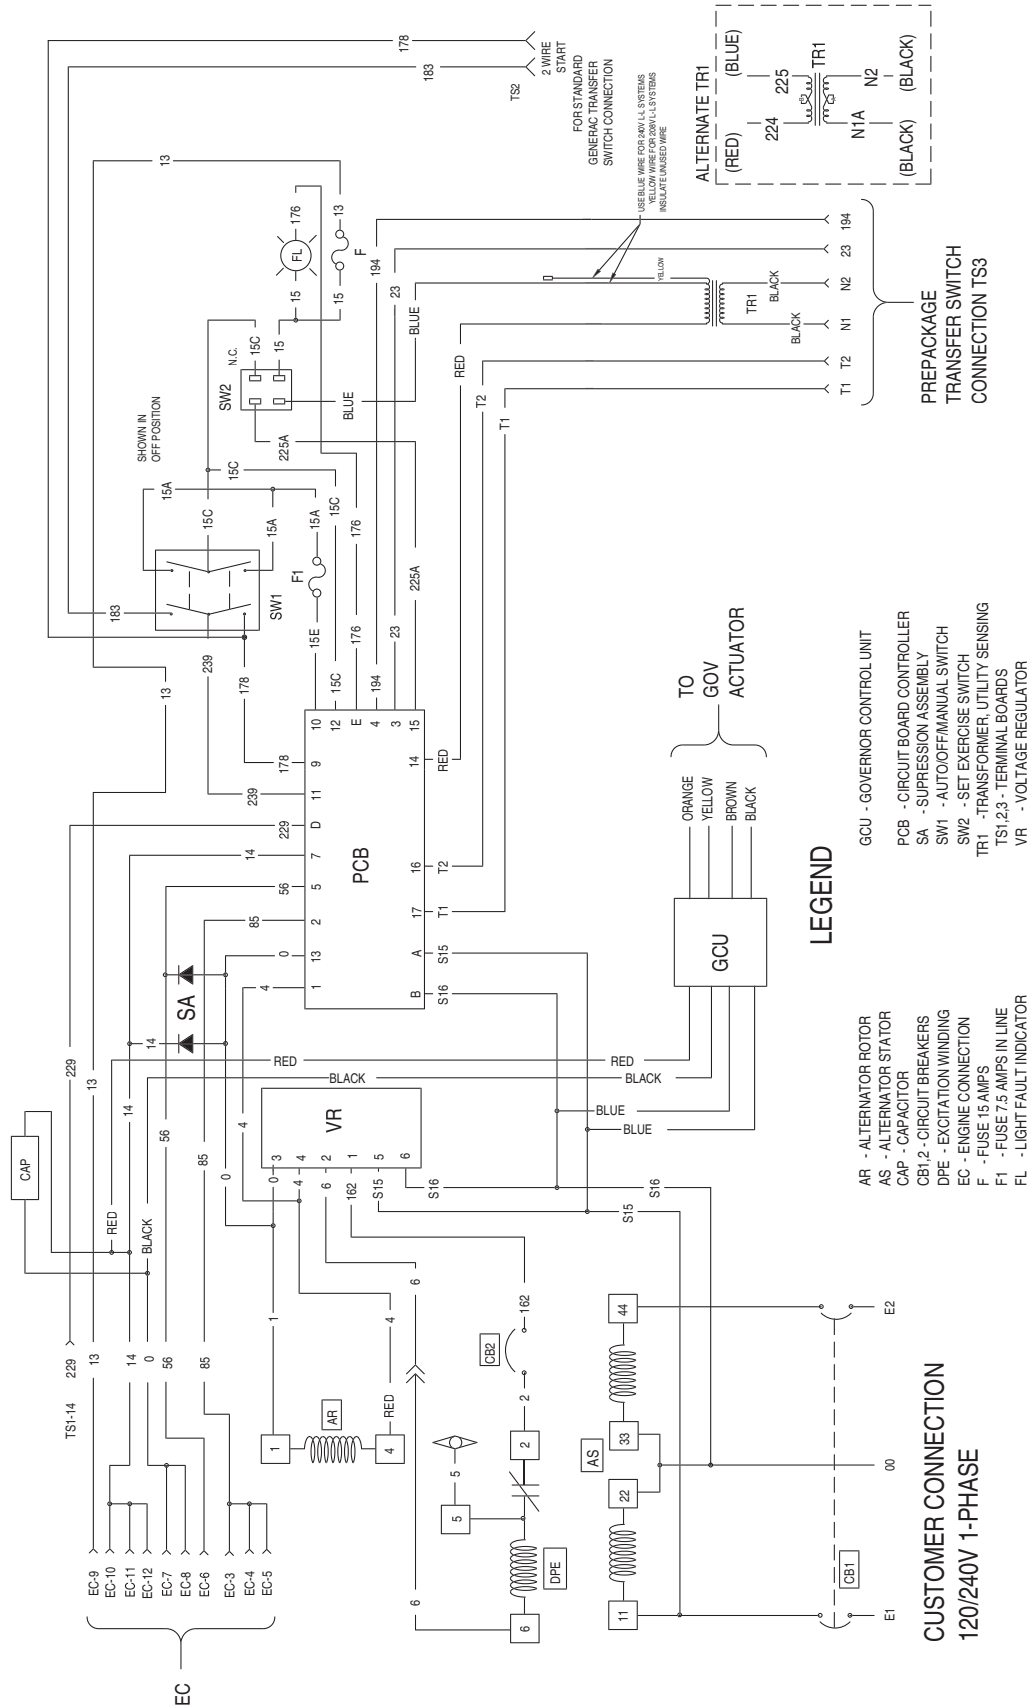 178
183
TS2
2 WIRE
START
FOR STANDARD
GENERAC TRANSFER
SWITCH CONNECTION
USE BLUE WIRE FOR 240V L-L SYSTEMS
YELLOW WIRE FOR 208V L-L SYSTEMS
INSULATE UNUSED WIRE
ALTERNATE TR1
(RED)
(BLUE)
224
225
TR1
N1A
N2
(BLACK)
(BLACK)
13
176
FL
15
13
F
15
15C
15
N.C.
SW2
BLUE
225A
SHOWN IN
OFF POSITION
15A
15C
15C
15A
SW1
183
239
178
13
F1
15A
15E
15C
15C
176
176
194
194
23
23
225A
BLUE
RED
YELLOW
TR1
BLACK
BLACK
T2
T1
194
23
N2
N1
T2
T1
PREPACKAGE
TRANSFER SWITCH
CONNECTION TS3
10
12
E
4
3
15
14
RED
178
9
239
11
229
D
14
7
56
5
85
2
0
13
4
1
PCB
16
T2
17
T1
A
S15
B
S16
SA
14
229
13
14
56
85
0
4
RED
RED
BLACK
BLACK
BLUE
BLUE
GCU
ORANGE
YELLOW
BROWN
BLACK
TO
GOV
ACTUATOR
VR
3
4
2
1
5
6
0
4
6
162
S15
S16
S15
S16
CAP
RED
BLACK
TS1-14
229
13
14
0
56
85
1
4
RED
AR
1
4
6
6
CB2
162
2
2
5
5
DPE
6
44
33
AS
22
11
CB1
E2
00
E1
EC-9
EC-10
EC-11
EC-12
EC-7
EC-8
EC-6
EC-3
EC-4
EC-5
EC
CUSTOMER CONNECTION
120/240V 1-PHASE
LEGEND
AR - ALTERNATOR ROTOR
AS - ALTERNATOR STATOR
CAP - CAPACITOR
CB1,2 - CIRCUIT BREAKERS
DPE - EXCITATION WINDING
EC - ENGINE CONNECTION
F - FUSE 15 AMPS
F1 - FUSE 7.5 AMPS IN LINE
FL - LIGHT FAULT INDICATOR
GCU - GOVERNOR CONTROL UNIT
PCB - CIRCUIT BOARD CONTROLLER
SA - SUPRESSION ASSEMBLY
SW1 - AUTO/OFF/MANUAL SWITCH
SW2 - SET EXERCISE SWITCH
TR1 -TRANSFORMER, UTILITY SENSING
TS1,2,3 - TERMINAL BOARDS
VR - VOLTAGE REGULATOR